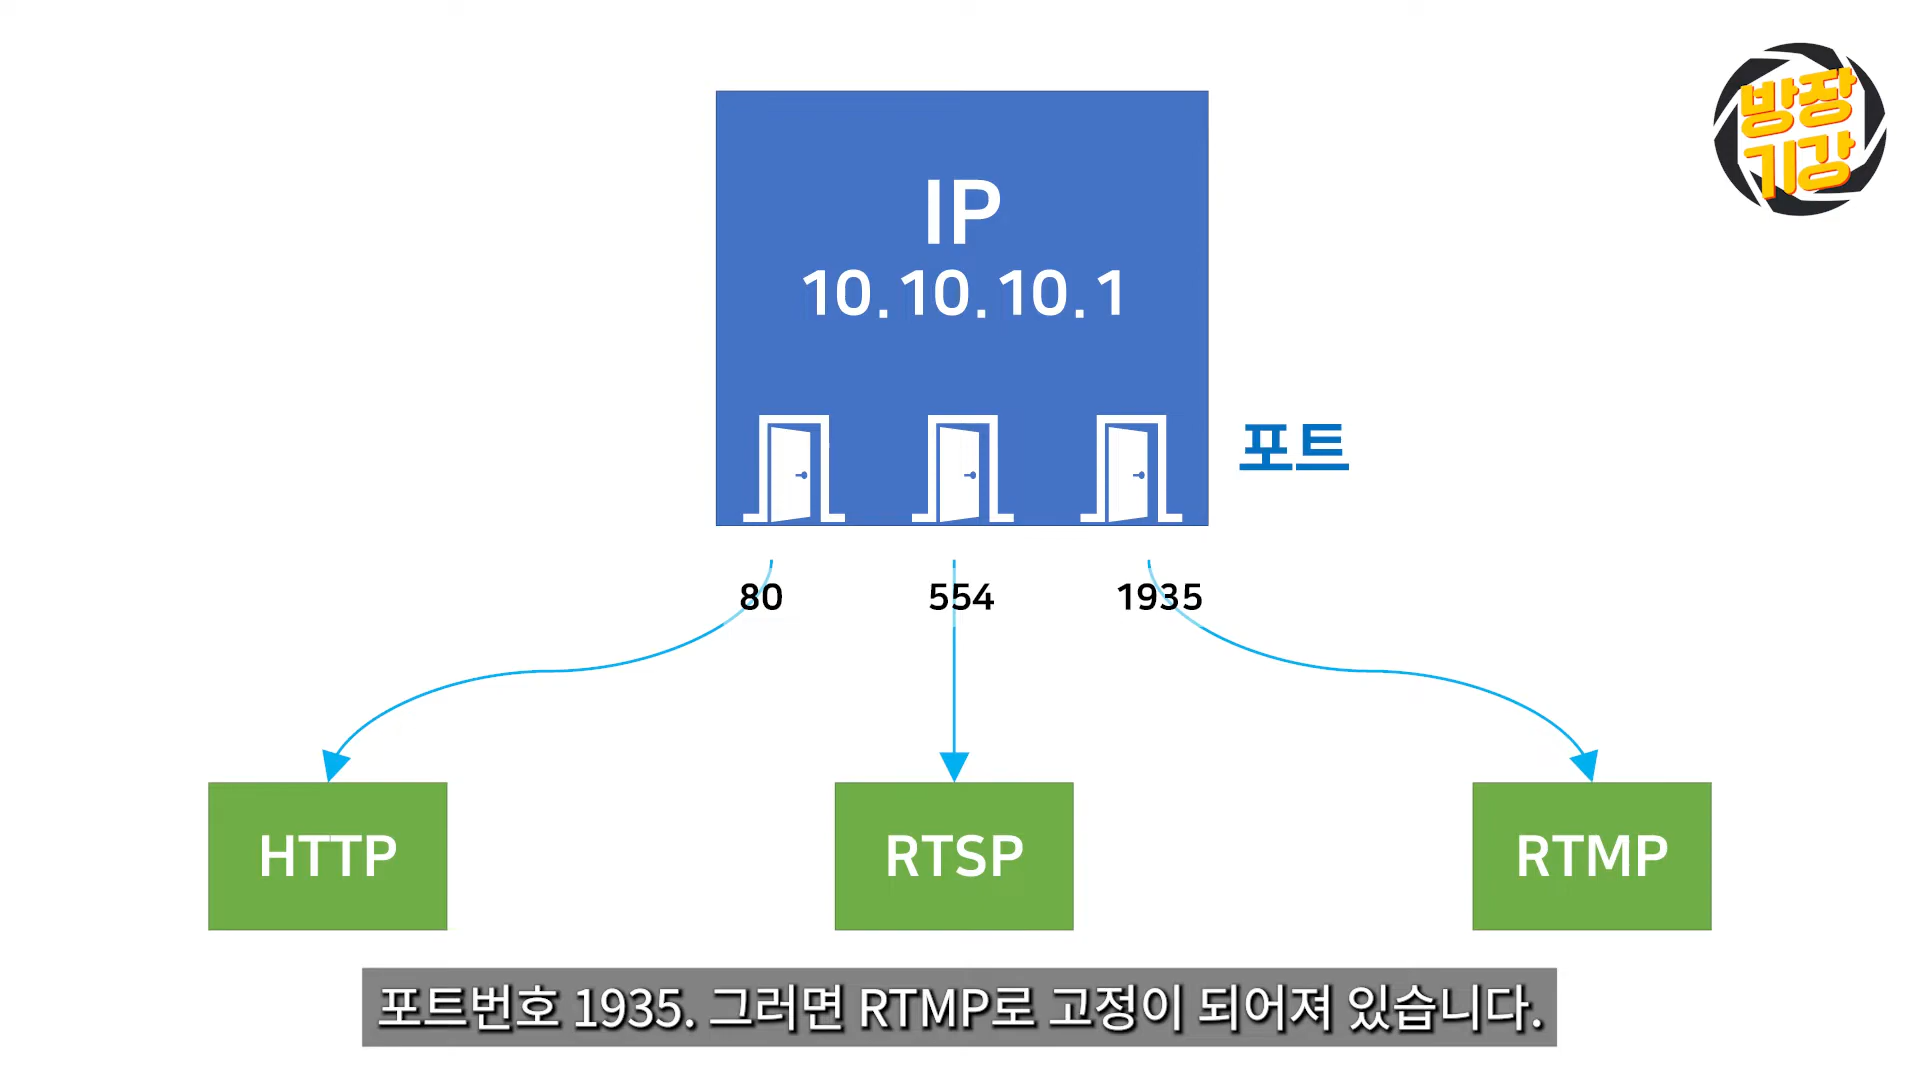 방장
기강
IP
10.10.10.1
포트
80
554
1935
HTTP
RTSP
RTMP
포트번호 1935. 그러면 RTMP로 고정이 되어져 있습니다.